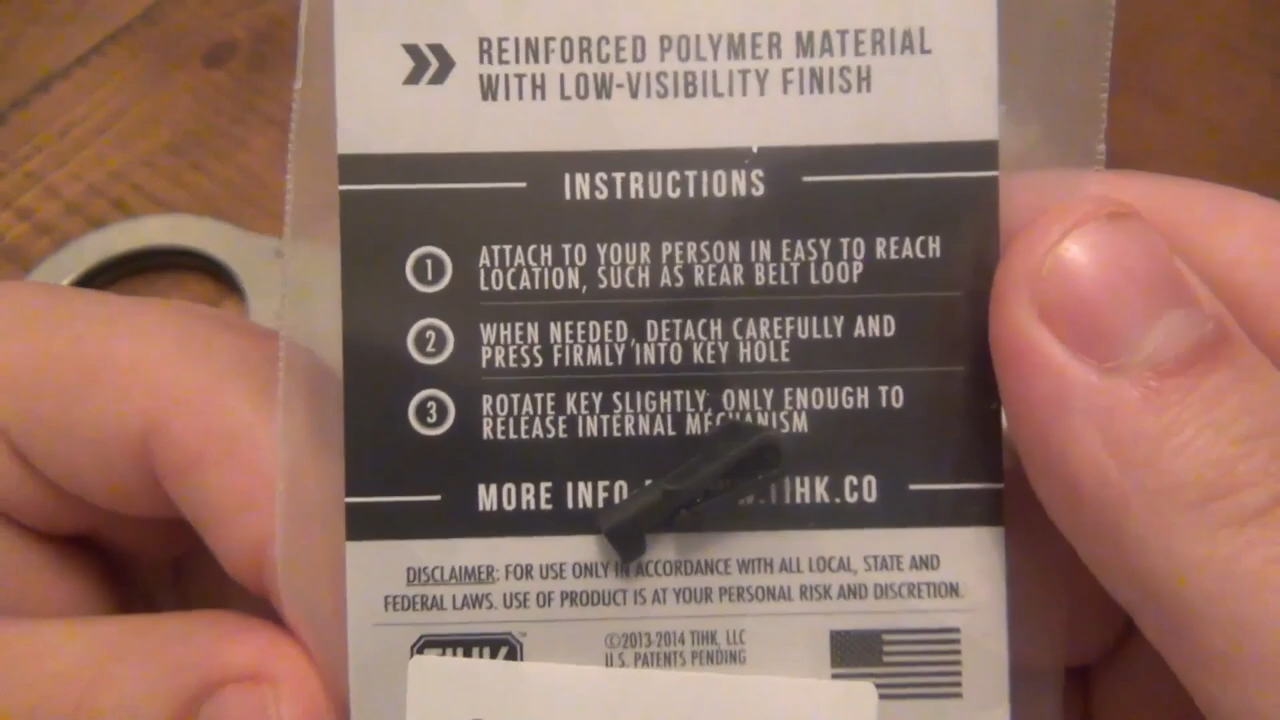 REINFORCED POLYMER MATERIAL
WITH LOW-VISIBILITY FINISH
INSTRUCTIONS
1 ATTACH TO YOUR PERSON IN EASY TO REACH
LOCATION, SUCH AS REAR BELT LOOP
2 WHEN NEEDED, DETACH CAREFULLY AND
PRESS FIRMLY INTO KEY HOLE
3 ROTATE KEY SLIGHTLY, ONLY ENOUGH TO
RELEASE INTERNAL MECHANISM
MORE INFO TIHK.CO
DISCLAIMER: FOR USE ONLY IN ACCORDANCE WITH ALL LOCAL, STATE AND
FEDERAL LAWS. USE OF PRODUCT IS AT YOUR PERSONAL RISK AND DISCRETION.
TIHK™
©2013-2014 TIHK, LLC
U.S. PATENTS PENDING